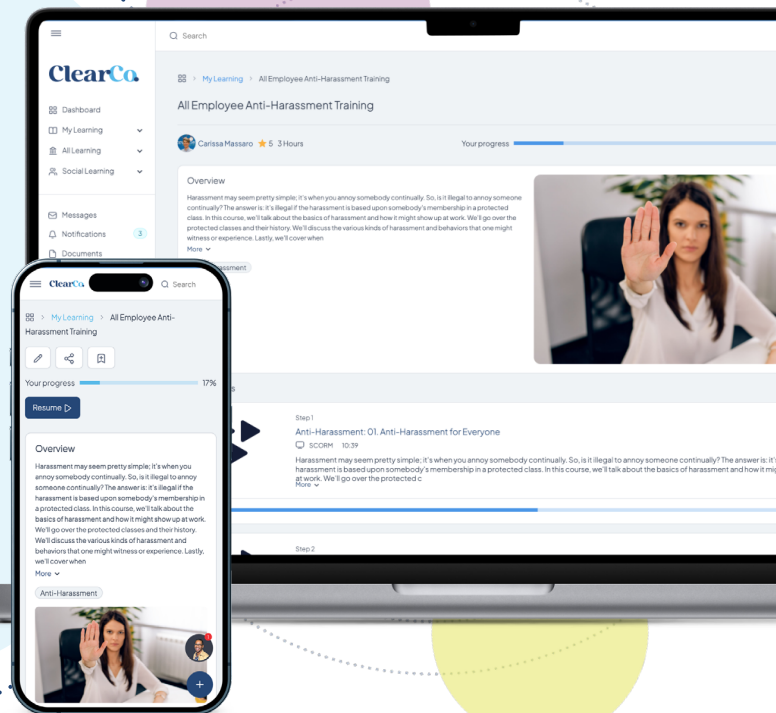 Search
ClearCo.
My Learning > All Employee Anti-Harassment Training
All Employee Anti-Harassment Training
Dashboard
My Learning
All Learning
Social Learning
Carissa Massaro 5 3 Hours
Your progress
Overview
Harassment may seem pretty simple; it's when you annoy somebody continually. So, is it illegal to annoy someone
continually? The answer is: it's illegal if the harassment is based upon somebody's membership in a protected
class. In this course, we'll talk about the basics of harassment and how it might show up at work. We'll go over the
protected classes and their history. We'll discuss the various kinds of harassment and behaviors that one might
witness or experience. Lastly, we'll cover when
More
assment
Messages
Notifications 3
Documents
s
Step 1
Anti-Harassment: 01. Anti-Harassment for Everyone
SCORM 10:39
Harassment may seem pretty simple; it's when you annoy somebody continually. So, is it illegal to annoy someone continually? The answer is: it's
harassment is based upon somebody's membership in a protected class. In this course, we'll talk about the basics of harassment and how it mig
at work. We'll go over the protected c
More
Step 2
ClearCo.
Search
My Learning > All Employee Anti-
Harassment Training
Your progress 17%
Resume
Overview
Harassment may seem pretty simple; it's when you
annoy somebody continually. So, is it illegal to annoy
someone continually? The answer is: it's illegal if the
harassment is based upon somebody's membership in
a protected class. In this course, we'll talk about the
basics of harassment and how it might show up at work.
We'll go over the protected classes and their history.
We'll discuss the various kinds of harassment and
behaviors that one might witness or experience. Lastly,
we'll cover when
More
Anti-Harassment